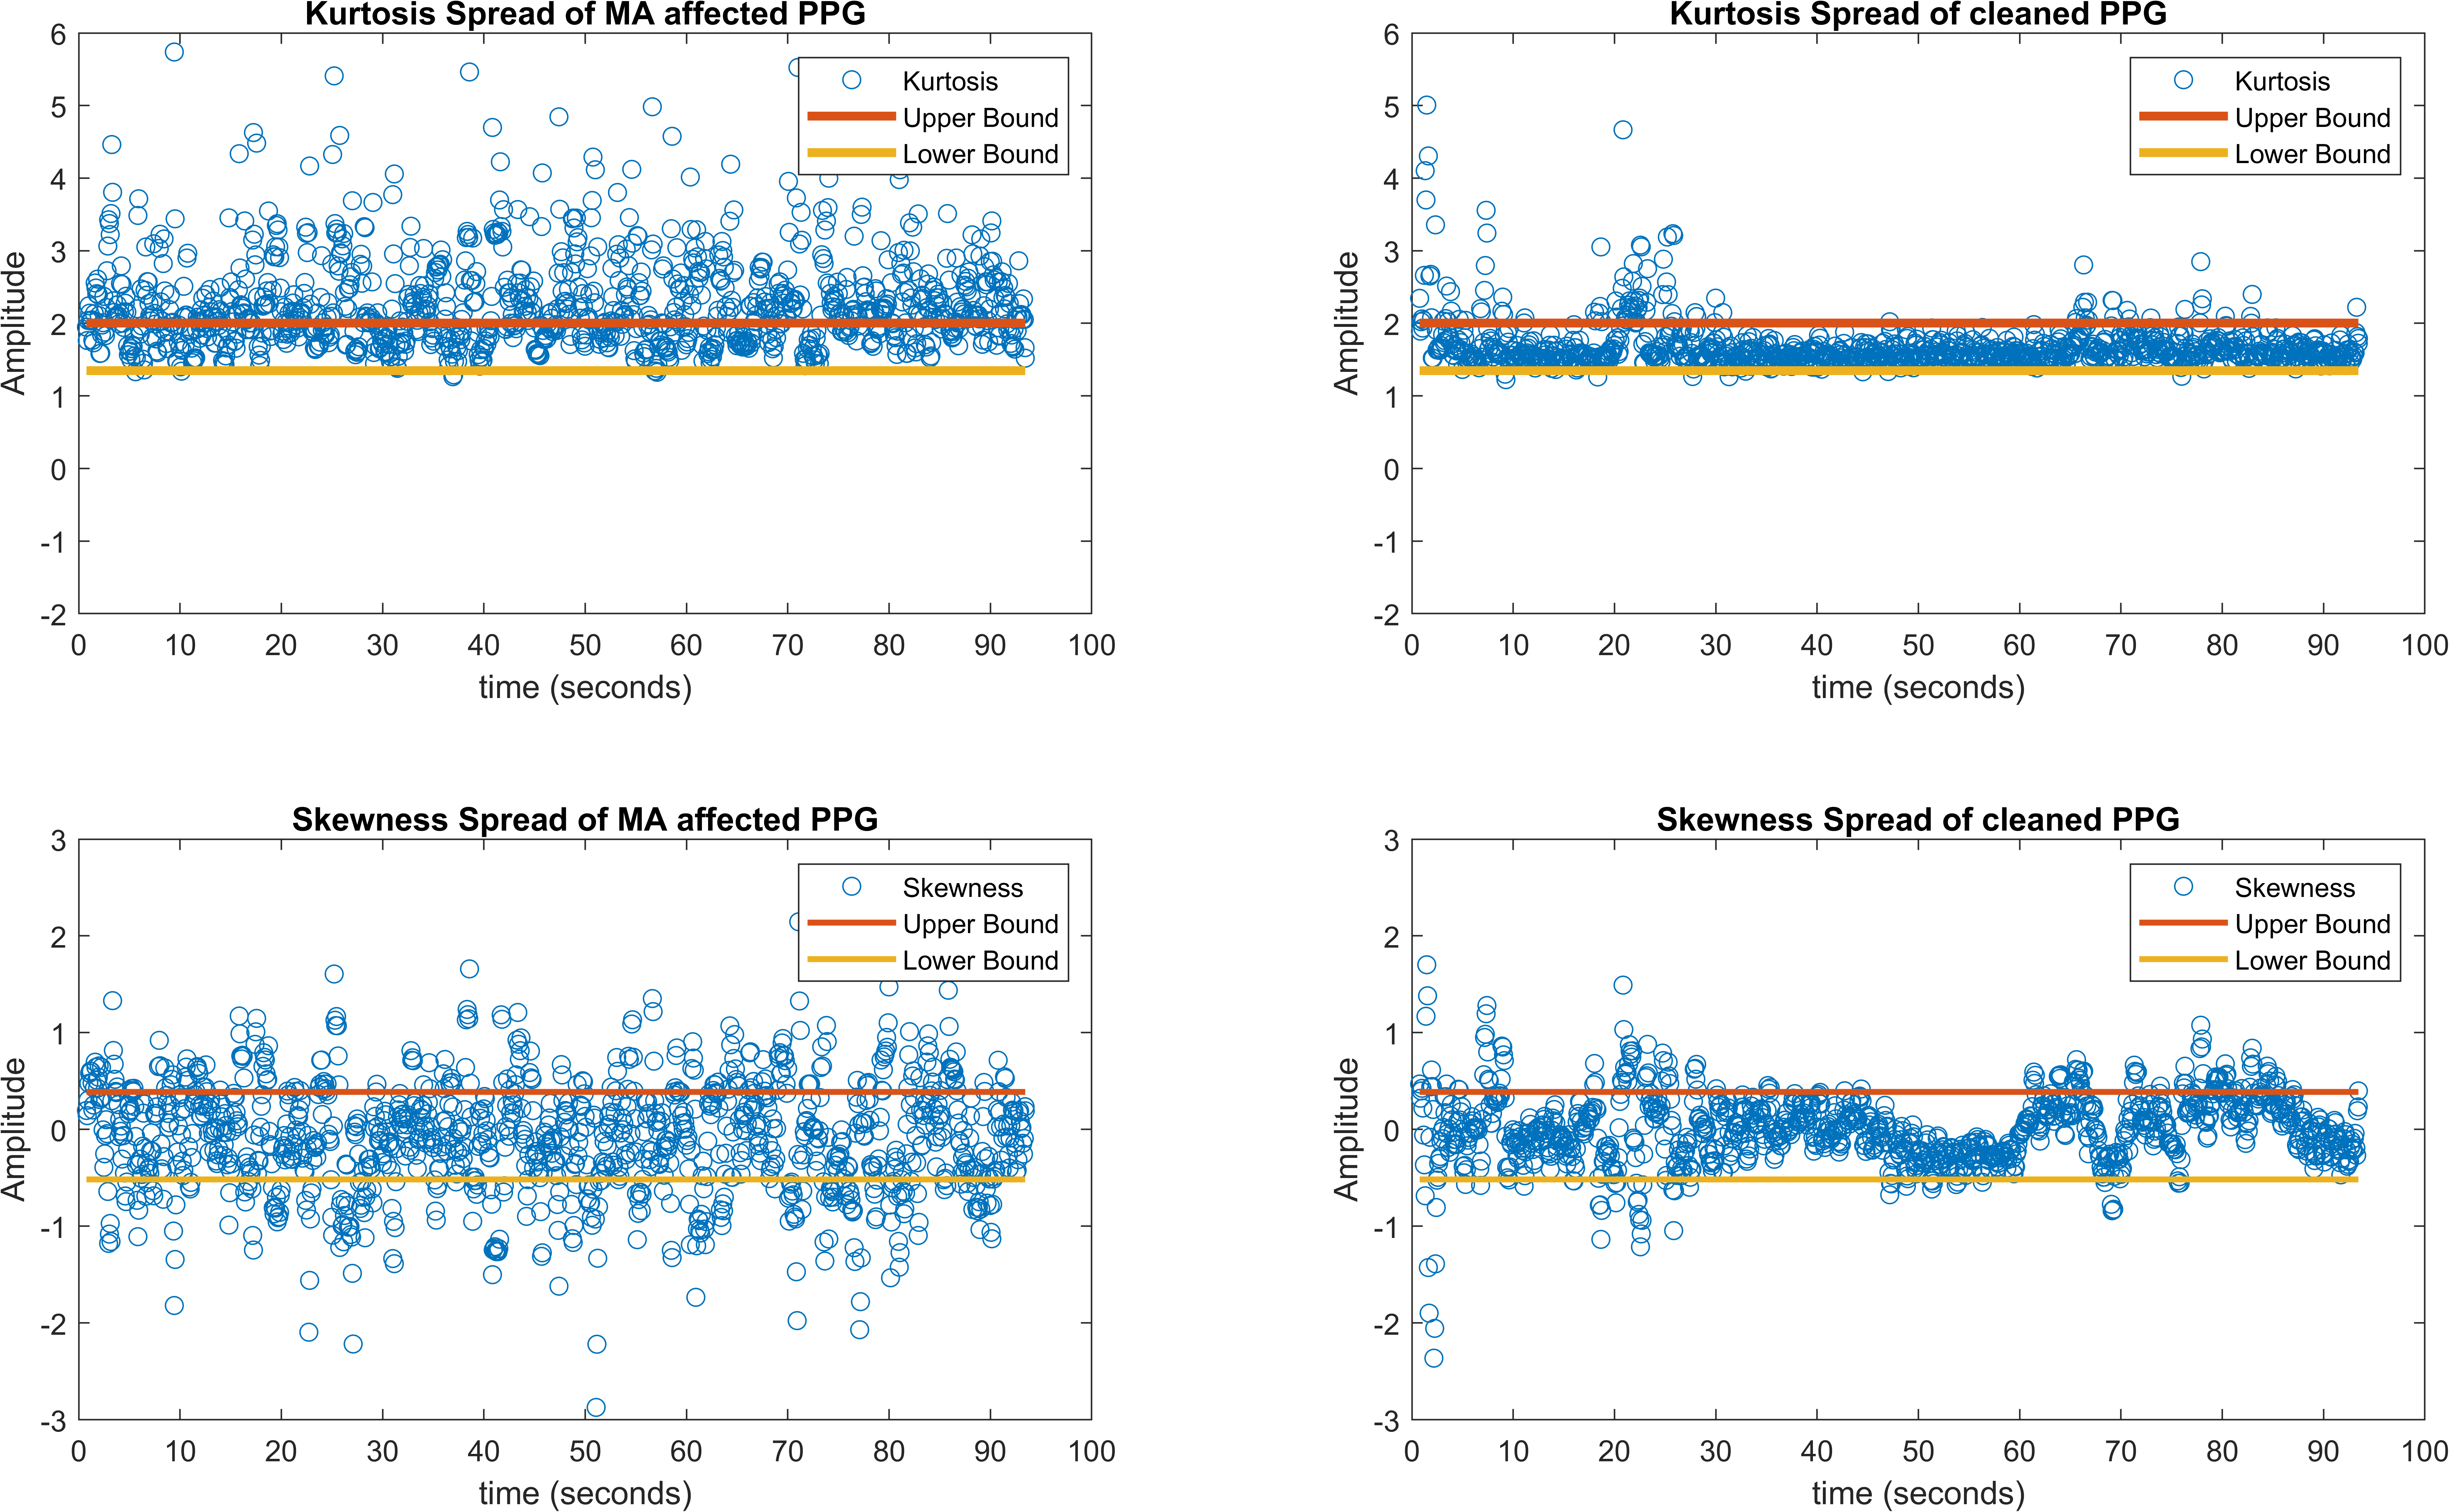 Kurtosis Spread of MA affected PPG
6
5
4
3
2
1
0
-1
-2
Amplitude
Kurtosis
Upper Bound
Lower Bound
0 10 20 30 40 50 60 70 80 90 100
time (seconds)
Kurtosis Spread of cleaned PPG
6
5
4
3
2
1
0
-1
-2
Amplitude
Kurtosis
Upper Bound
Lower Bound
0 10 20 30 40 50 60 70 80 90 100
time (seconds)
Skewness Spread of MA affected PPG
3
2
1
0
-1
-2
-3
Amplitude
Skewness
Upper Bound
Lower Bound
0 10 20 30 40 50 60 70 80 90 100
time (seconds)
Skewness Spread of cleaned PPG
3
2
1
0
-1
-2
-3
Amplitude
Skewness
Upper Bound
Lower Bound
0 10 20 30 40 50 60 70 80 90 100
time (seconds)